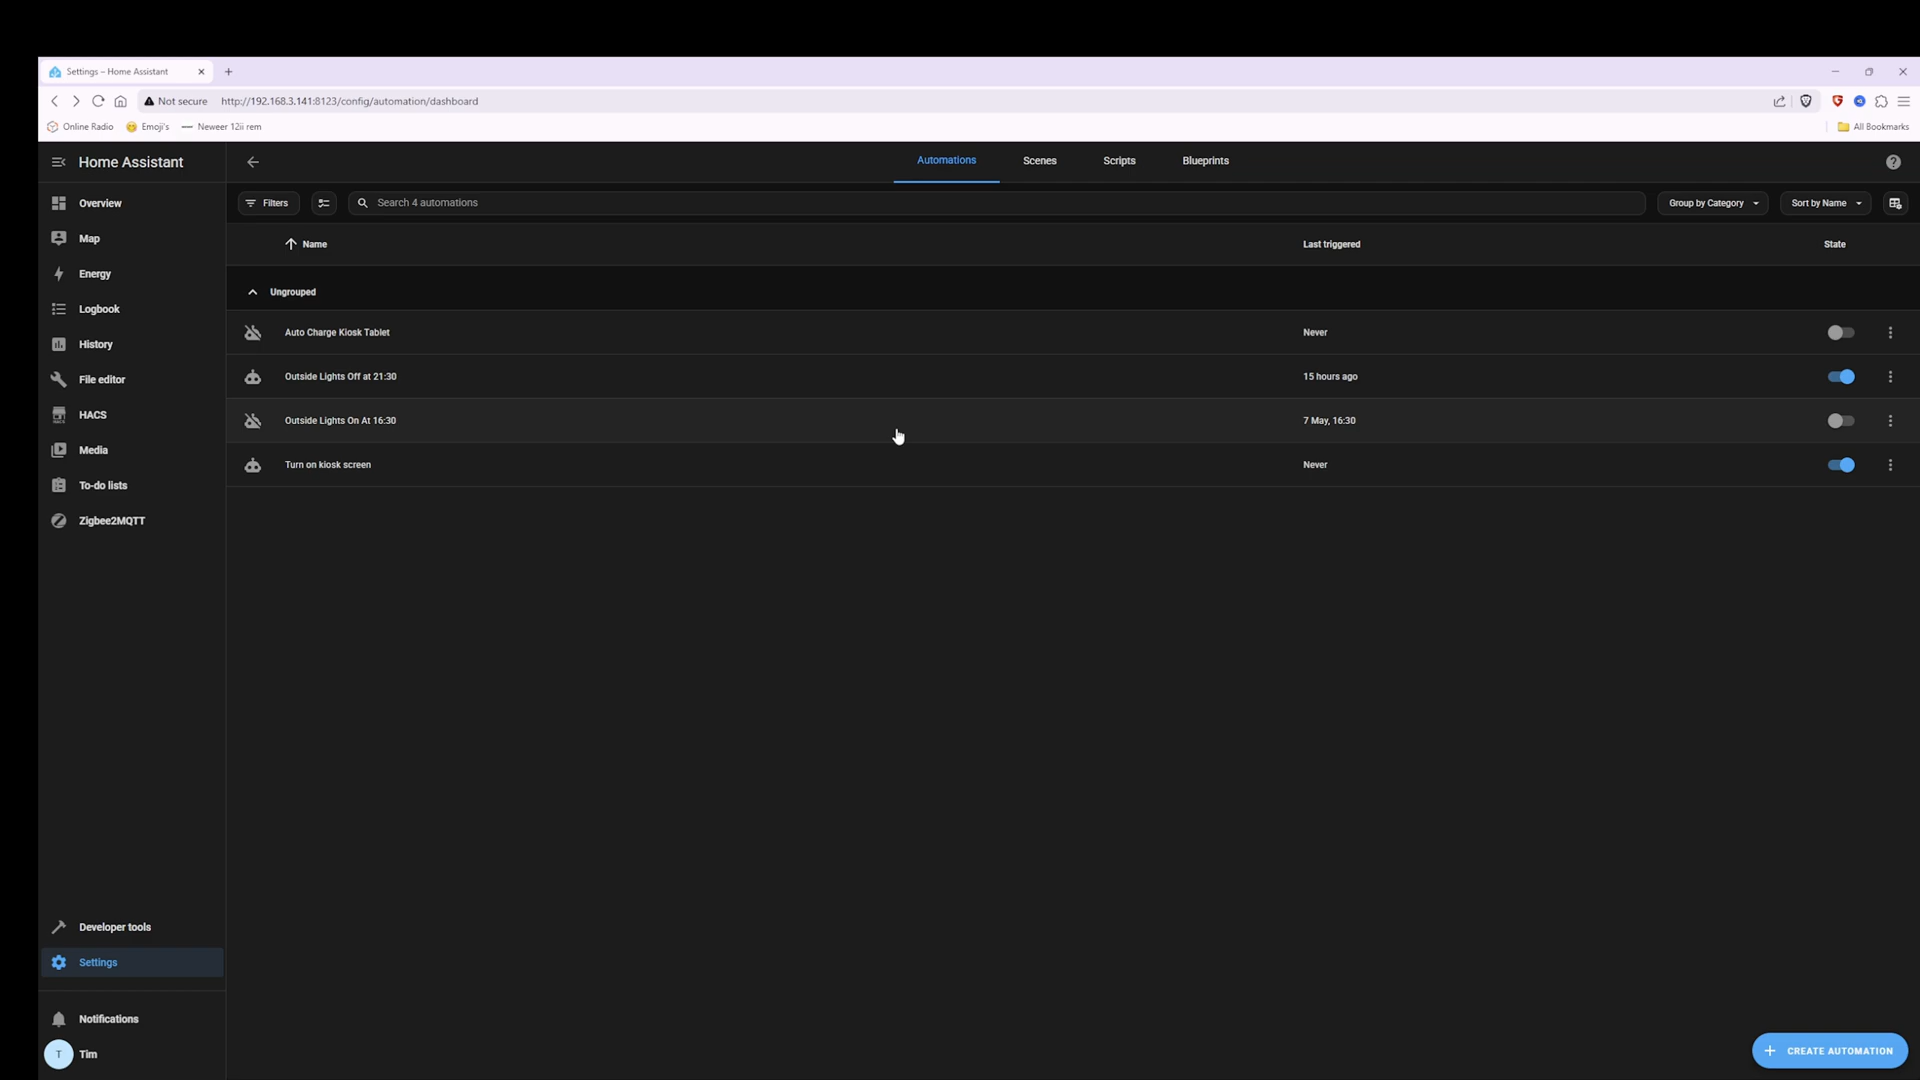 Settings – Home Assistant
Not secure http://192.168.3.141:8123/config/automation/dashboard
Online Radio Emoji's Neweer 12ii rem All Bookmarks
Home Assistant Automations Scenes Scripts Blueprints
Overview
Map
Energy
Logbook
History
File editor
HACS
Media
To-do lists
Zigbee2MQTT
Developer tools
Settings
Notifications
T Tim
Filters Search 4 automations Group by Category Sort by Name
Name Last triggered State
Ungrouped
Auto Charge Kiosk Tablet Never
Outside Lights Off at 21:30 15 hours ago
Outside Lights On At 16:30 7 May, 16:30
Turn on kiosk screen Never
CREATE AUTOMATION